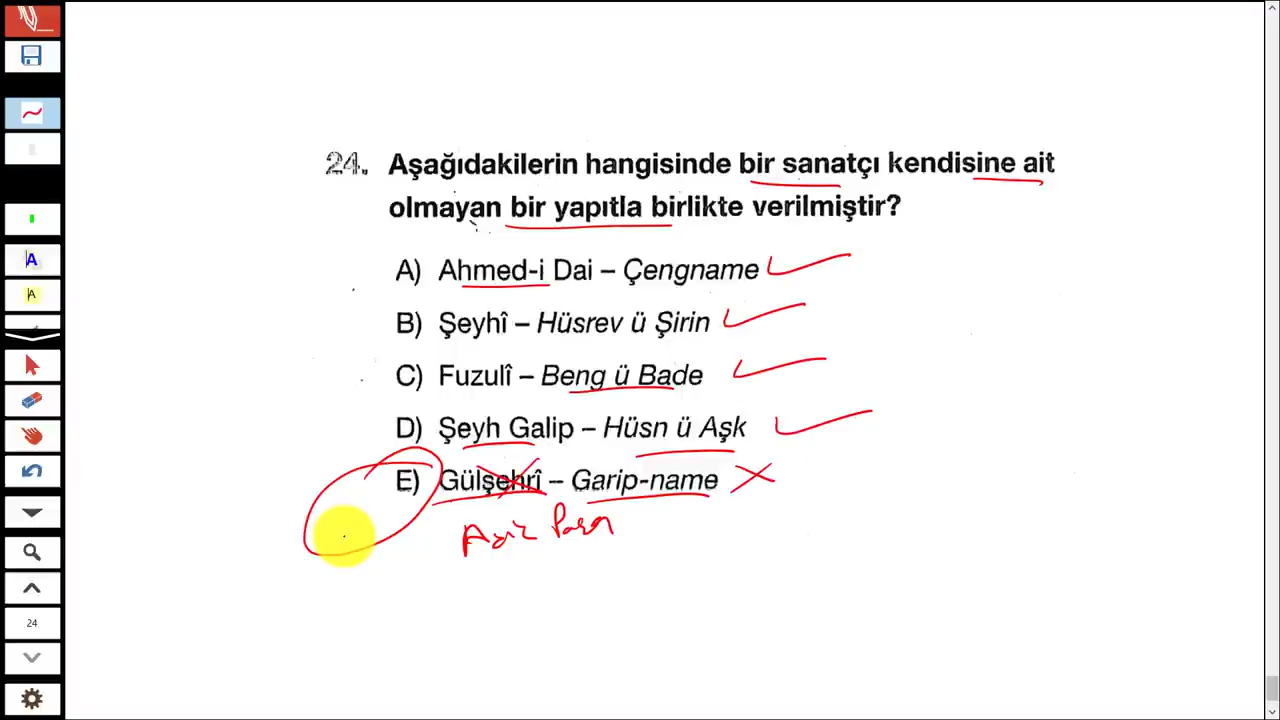 24. Aşağıdakilerin hangisinde bir sanatçı kendisine ait
olmayan bir yapıtla birlikte verilmiştir?
A) Ahmed-i Dai – Çengname
B) Şeyhî – Hüsrev ü Şirin
C) Fuzulî – Beng ü Bade
D) Şeyh Galip – Hüsn ü Aşk
E) Gülşehrî – Garip-name
A
A
24